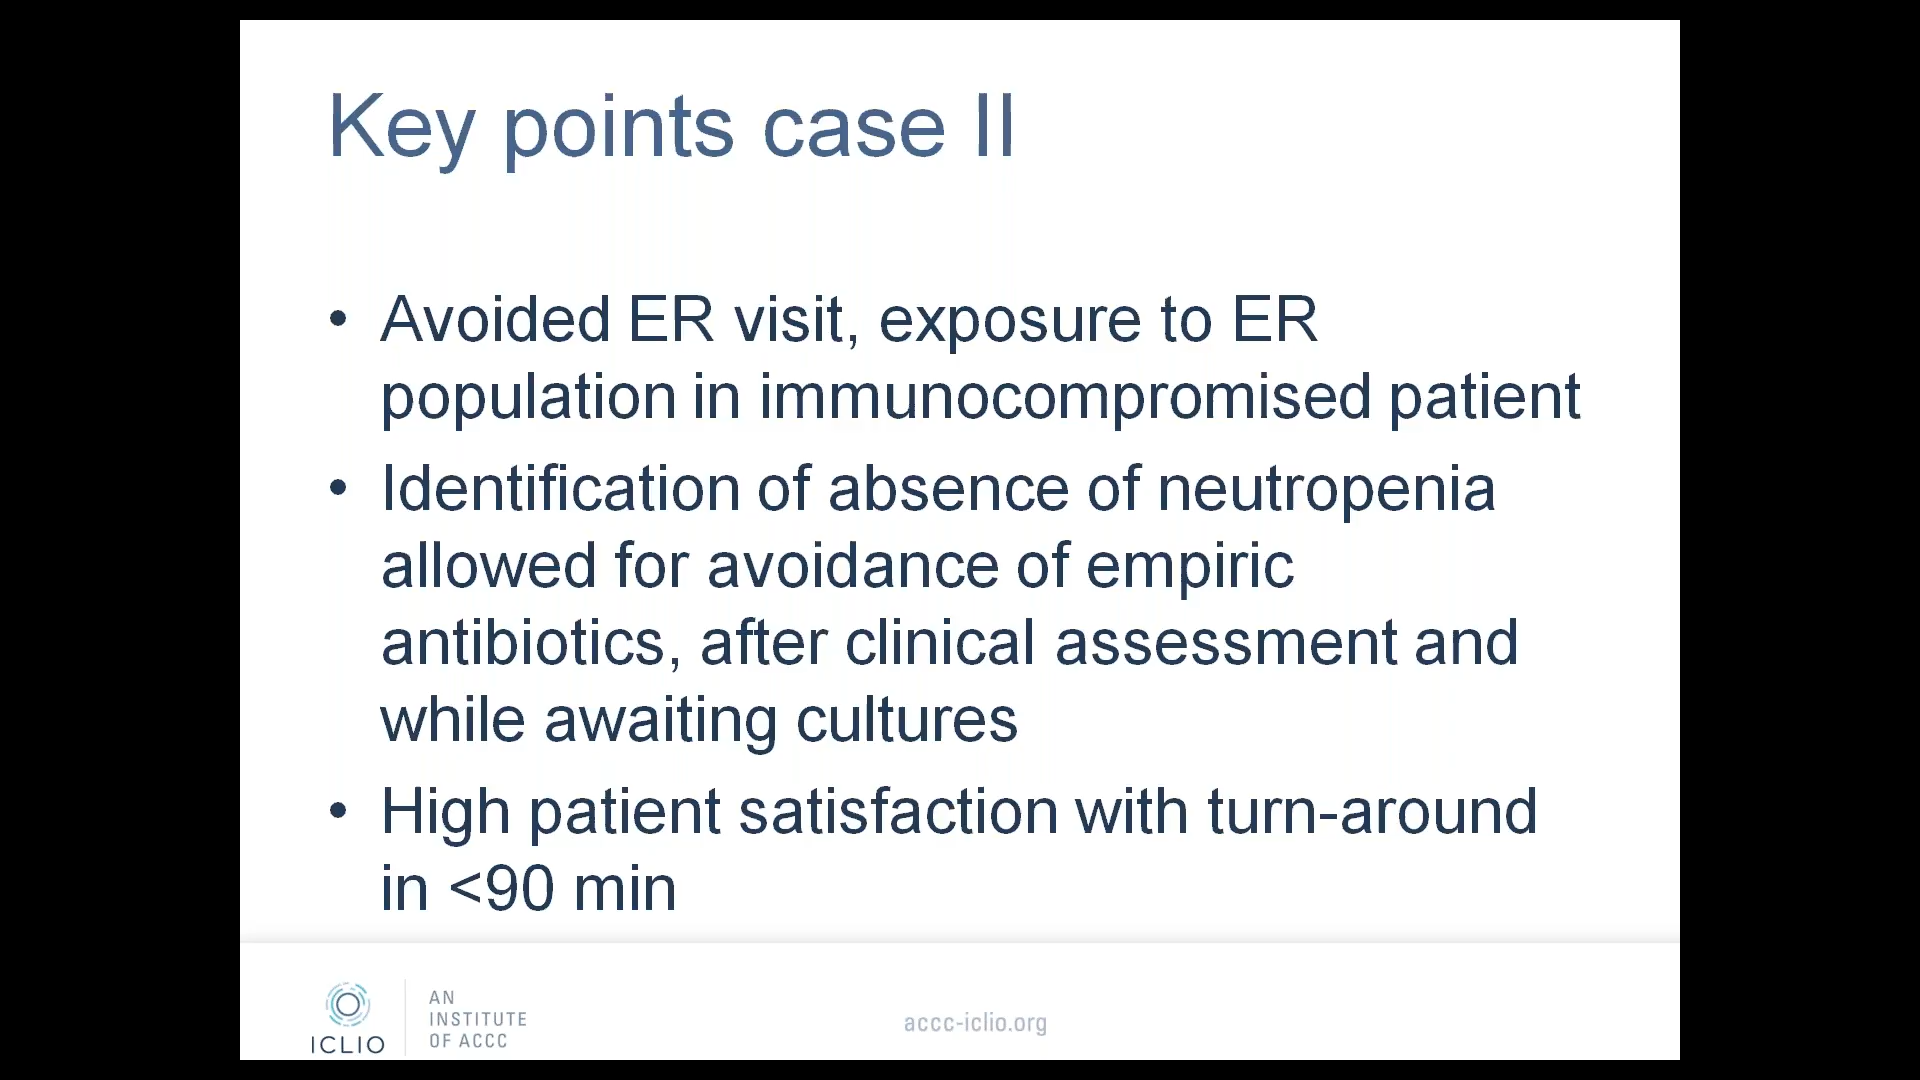 Key points case II
• Avoided ER visit, exposure to ER
population in immunocompromised patient
• Identification of absence of neutropenia
allowed for avoidance of empiric
antibiotics, after clinical assessment and
while awaiting cultures
• High patient satisfaction with turn-around
in <90 min
ICLIO
AN
INSTITUTE
OF ACCC
accc-iclio.org